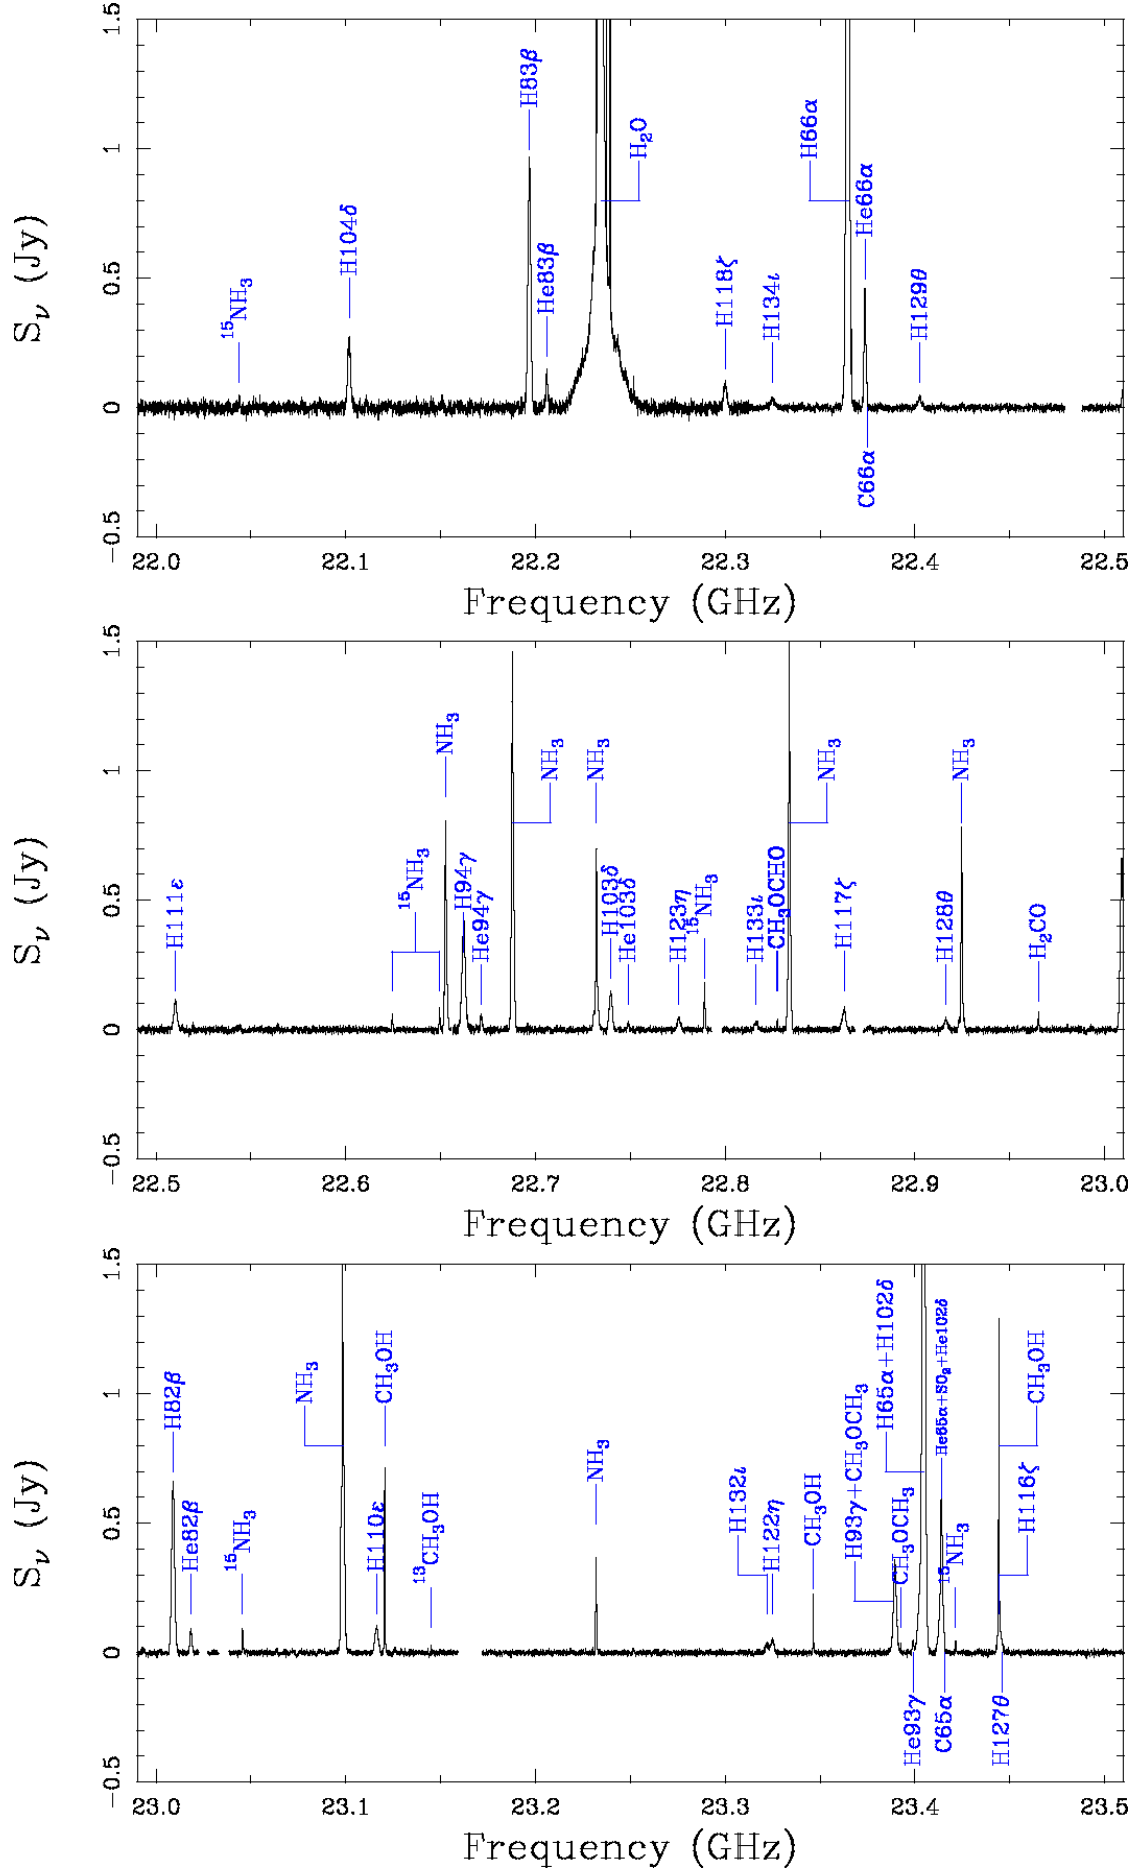 1.5
1
0.5
0
−0.5
S_ν (Jy)
¹⁵NH₃
H104δ
H83β
He83β
H₂O
H118ζ
H134ι
H66α
He66α
C66α
H129θ
22.0 22.1 22.2 22.3 22.4 22.5
Frequency (GHz)
1.5
1
0.5
0
−0.5
S_ν (Jy)
H111ε
¹⁵NH₃
NH₃
H94γ
He94γ
NH₃
NH₃
H103δ
He103δ
H123η
¹⁵NH₃
H133ι
CH₃OCHO
NH₃
H117ζ
H128θ
NH₃
H₂CO
22.5 22.6 22.7 22.8 22.9 23.0
Frequency (GHz)
1.5
1
0.5
0
−0.5
S_ν (Jy)
H82β
He82β
¹⁵NH₃
NH₃
H110ε
CH₃OH
¹³CH₃OH
NH₃
H132ι
H122η
CH₃OH
H93γ+CH₃OCH₃
H65α+H102δ
CH₃OCH₃
He93γ
He65α+SO₂+He102δ
C65α
¹⁵NH₃
H127θ
H116ζ
CH₃OH
23.0 23.1 23.2 23.3 23.4 23.5
Frequency (GHz)